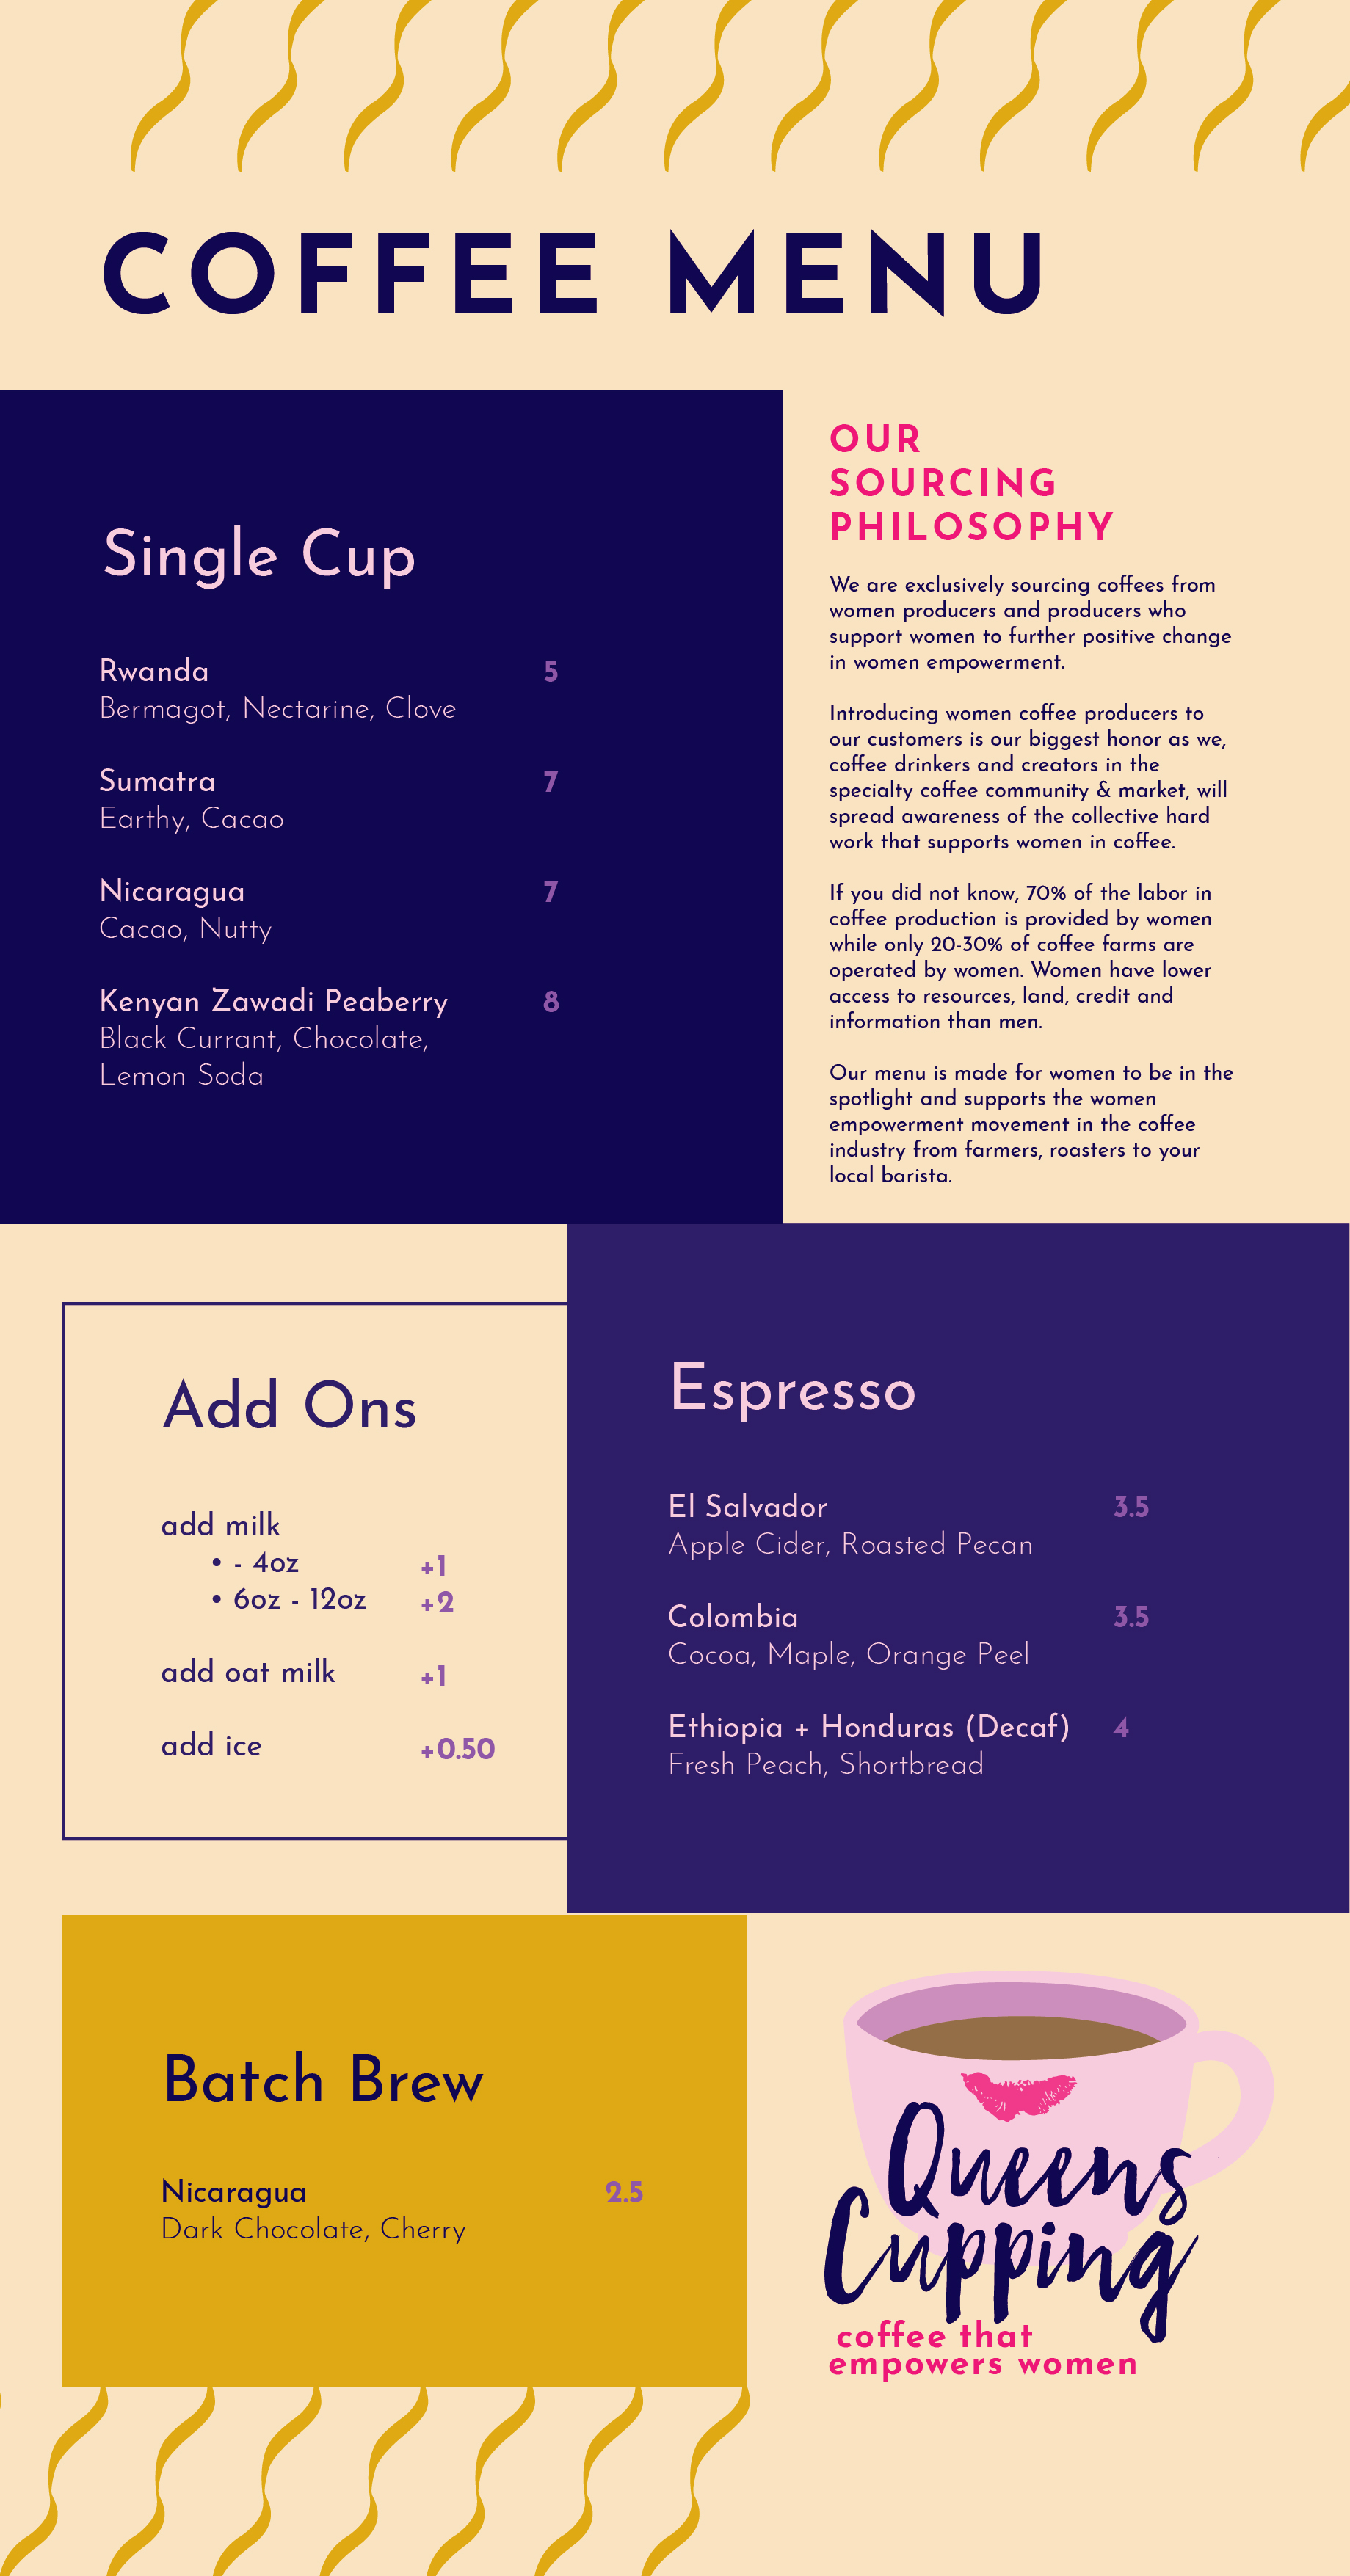 COFFEE MENU
Single Cup
Rwanda 5
Bermagot, Nectarine, Clove
Sumatra 7
Earthy, Cacao
Nicaragua 7
Cacao, Nutty
Kenyan Zawadi Peaberry 8
Black Currant, Chocolate,
Lemon Soda
OUR
SOURCING
PHILOSOPHY
We are exclusively sourcing coffees from
women producers and producers who
support women to further positive change
in women empowerment.
Introducing women coffee producers to
our customers is our biggest honor as we,
coffee drinkers and creators in the
specialty coffee community & market, will
spread awareness of the collective hard
work that supports women in coffee.
If you did not know, 70% of the labor in
coffee production is provided by women
while only 20-30% of coffee farms are
operated by women. Women have lower
access to resources, land, credit and
information than men.
Our menu is made for women to be in the
spotlight and supports the women
empowerment movement in the coffee
industry from farmers, roasters to your
local barista.
Add Ons
add milk
• - 4oz +1
• 6oz - 12oz +2
add oat milk +1
add ice +0.50
Espresso
El Salvador 3.5
Apple Cider, Roasted Pecan
Colombia 3.5
Cocoa, Maple, Orange Peel
Ethiopia + Honduras (Decaf) 4
Fresh Peach, Shortbread
Batch Brew
Nicaragua 2.5
Dark Chocolate, Cherry
Queens
Cupping
coffee that
empowers women